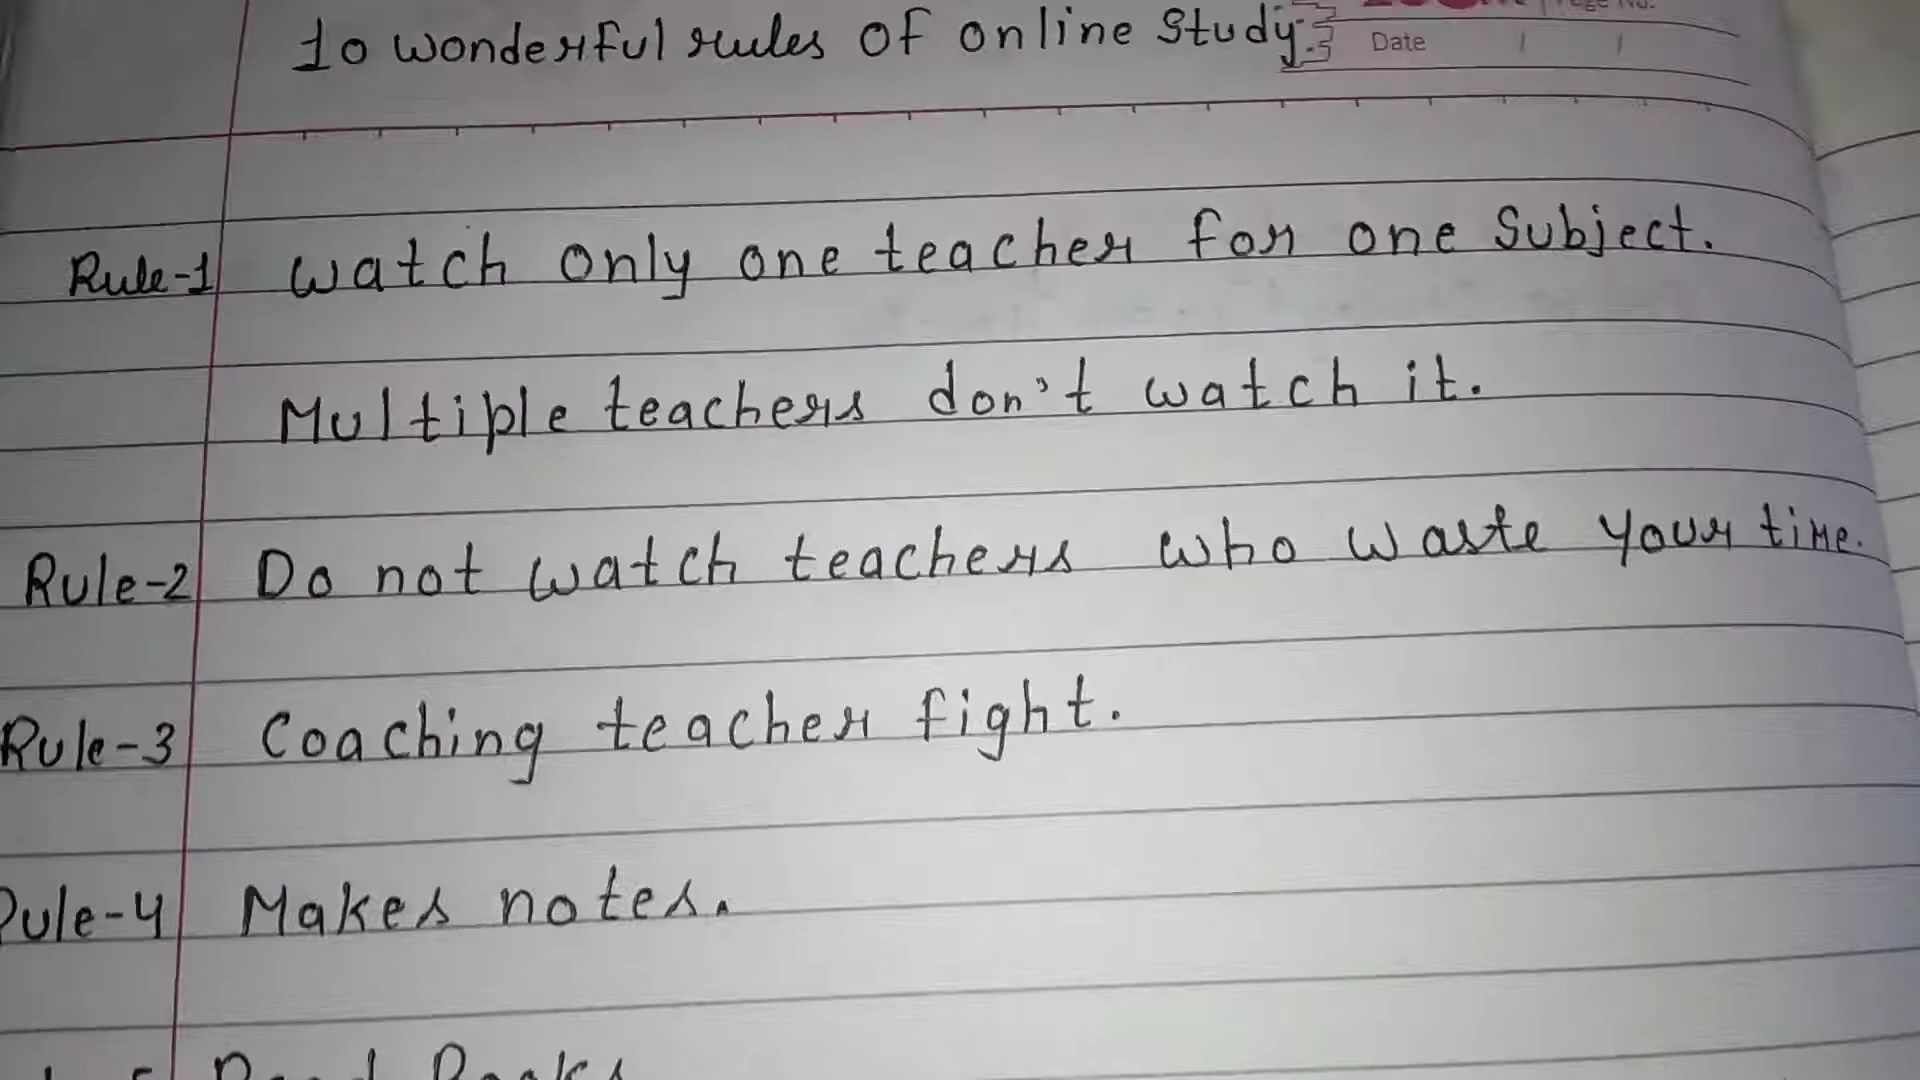 10 wonderful rules of online Study:
Date / /
Rule-1 watch only one teacher for one Subject.
Multiple teachers don't watch it.
Rule-2 Do not watch teachers who waste your time.
Rule-3 Coaching teacher fight.
Rule-4 Makes notes.